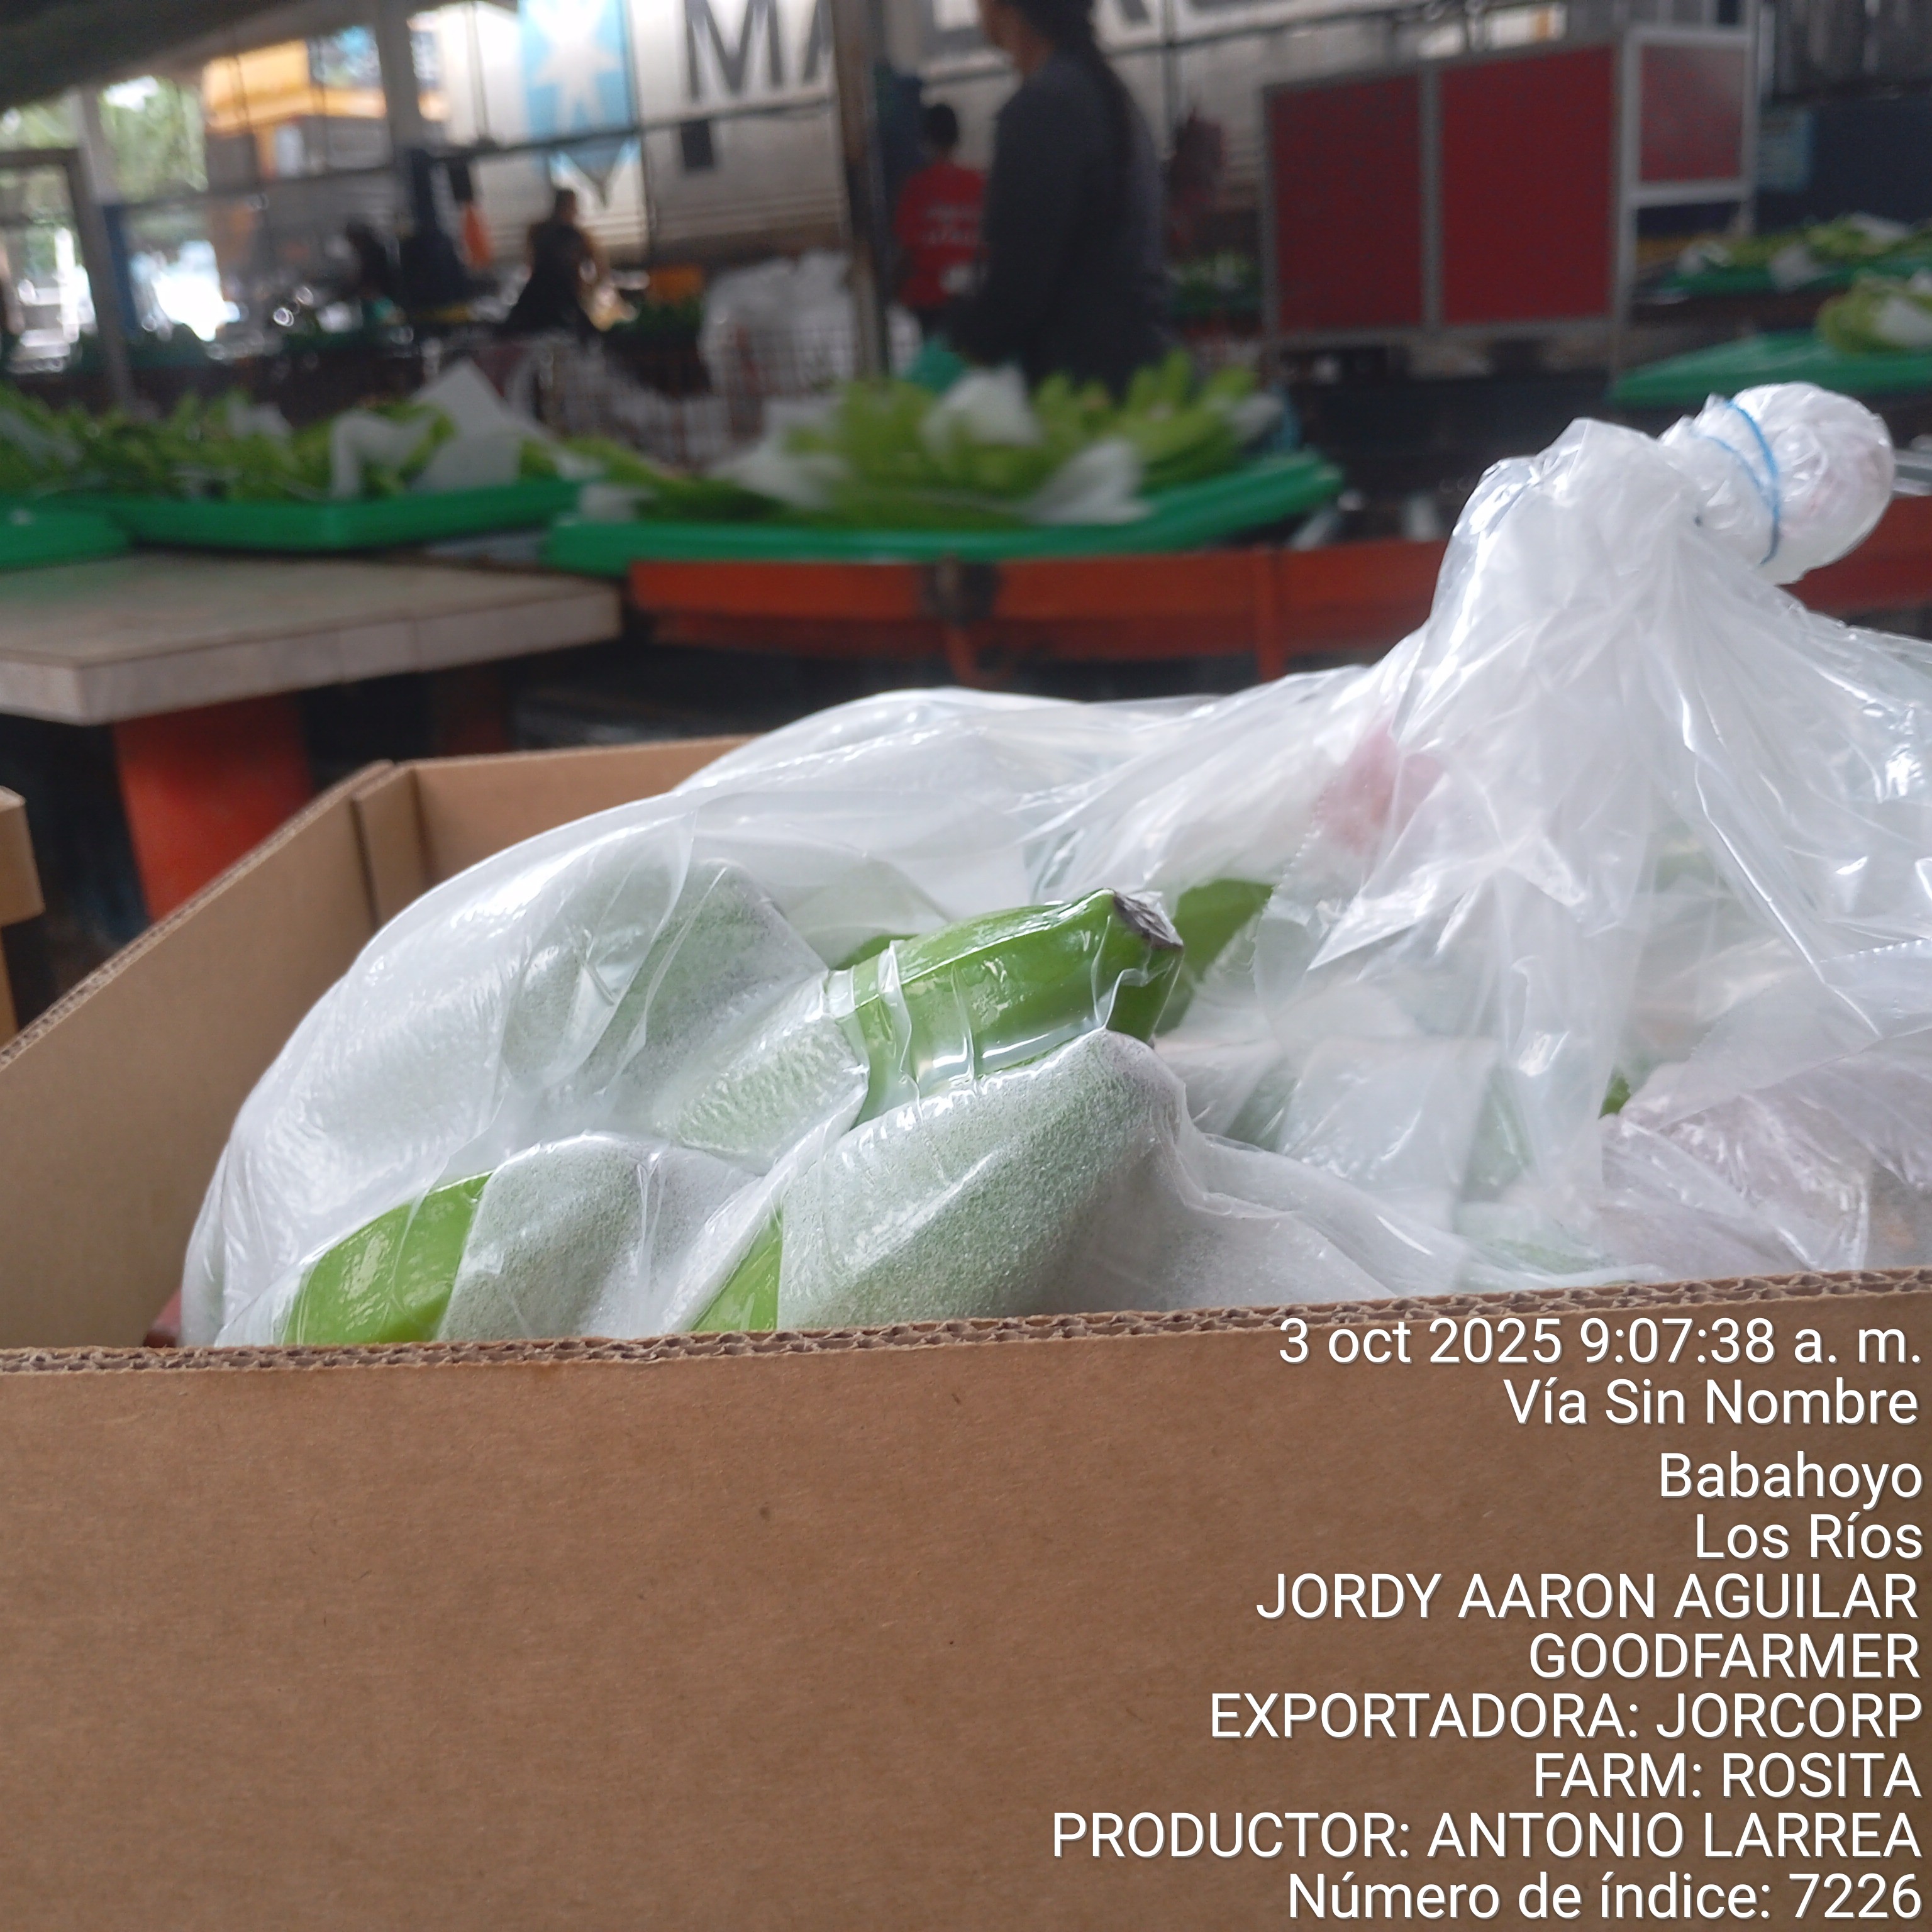 3 oct 2025 9:07:38 a. m.
Vía Sin Nombre
Babahoyo
Los Ríos
JORDY AARON AGUILAR
GOODFARMER
EXPORTADORA: JORCORP
FARM: ROSITA
PRODUCTOR: ANTONIO LARREA
Número de índice: 7226